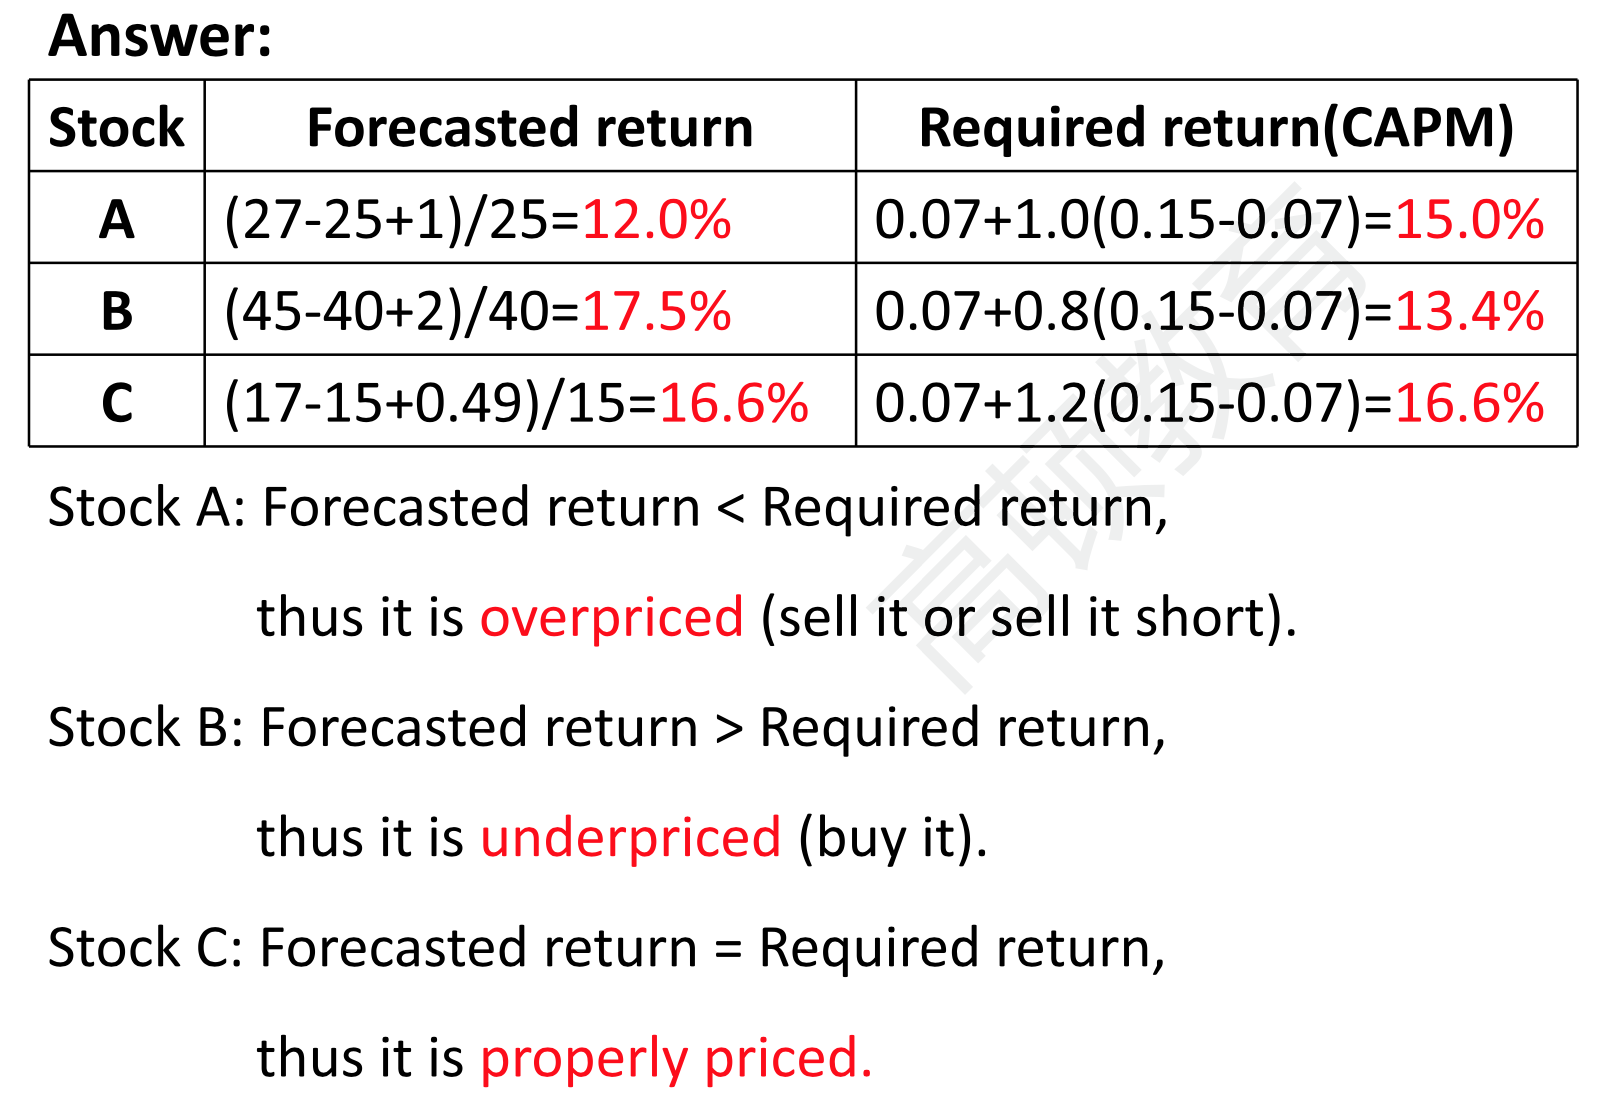 Answer:
Stock Forecasted return Required return(CAPM)
A (27-25+1)/25=12.0% 0.07+1.0(0.15-0.07)=15.0%
B (45-40+2)/40=17.5% 0.07+0.8(0.15-0.07)=13.4%
C (17-15+0.49)/15=16.6% 0.07+1.2(0.15-0.07)=16.6%
Stock A: Forecasted return < Required return,
thus it is overpriced (sell it or sell it short).
Stock B: Forecasted return > Required return,
thus it is underpriced (buy it).
Stock C: Forecasted return = Required return,
thus it is properly priced.
高顿教育